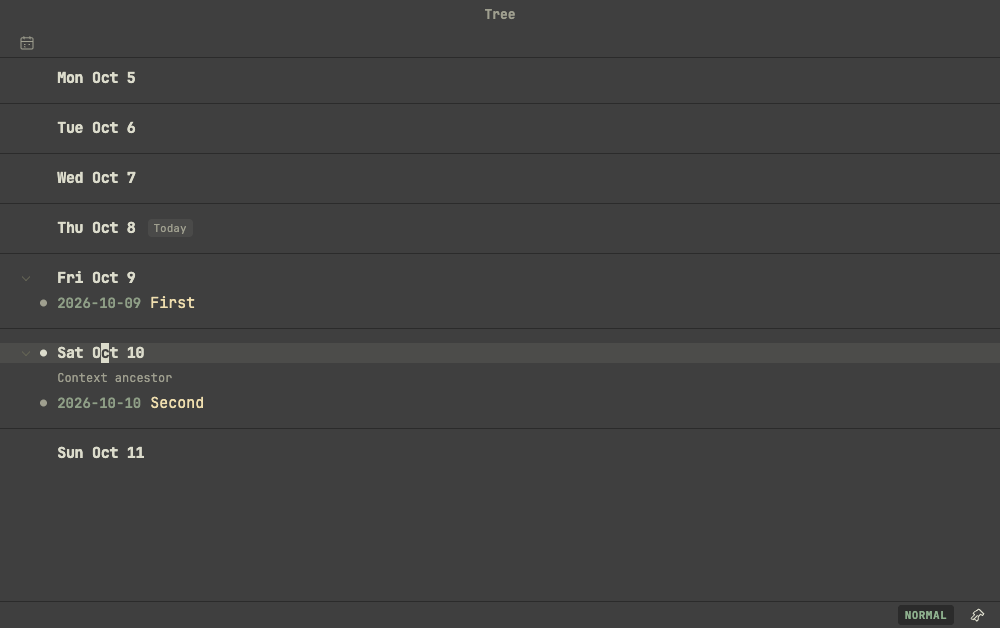 Tree
Mon Oct 5
Tue Oct 6
Wed Oct 7
Thu Oct 8 Today
Fri Oct 9
2026-10-09 First
Sat Oct 10
Context ancestor
2026-10-10 Second
Sun Oct 11
NORMAL